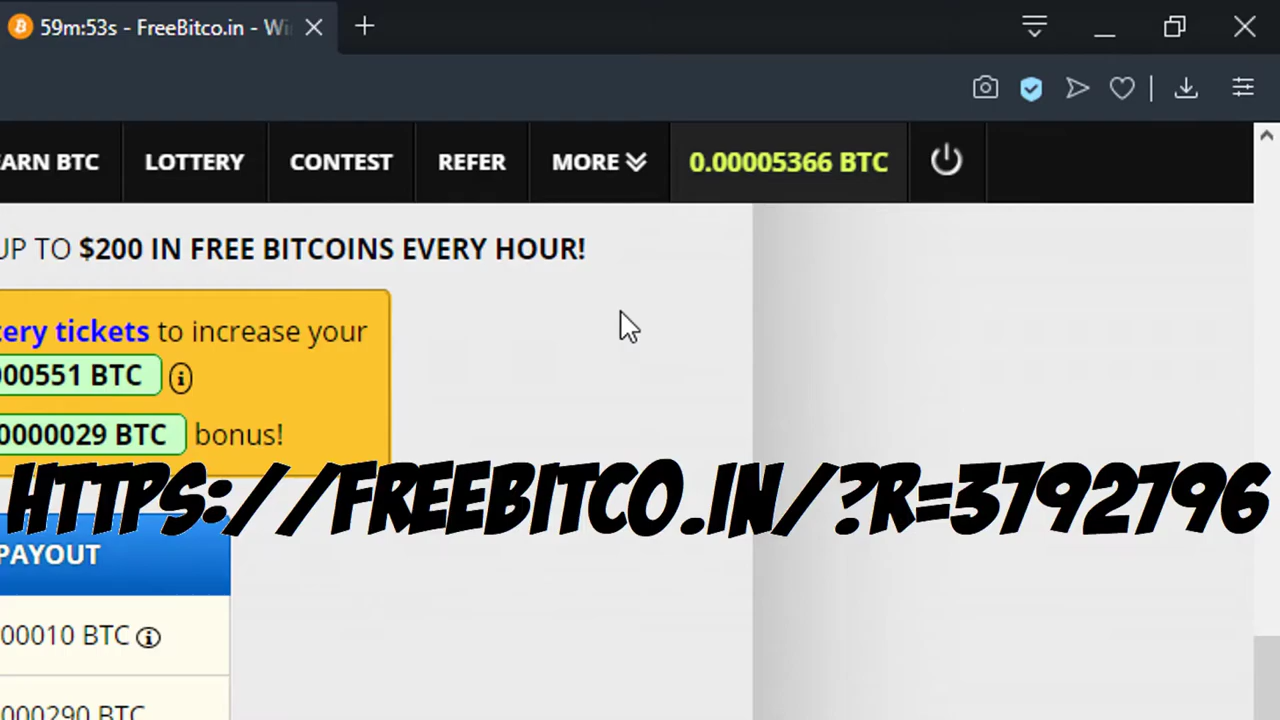 59m:53s - FreeBitco.in - Wi
ARN BTC LOTTERY CONTEST REFER MORE 0.00005366 BTC
UP TO $200 IN FREE BITCOINS EVERY HOUR!
tery tickets to increase your
000551 BTC
0000029 BTC bonus!
HTTPS://FREEBITCO.IN/?R=3792796
PAYOUT
00010 BTC
000290 BTC